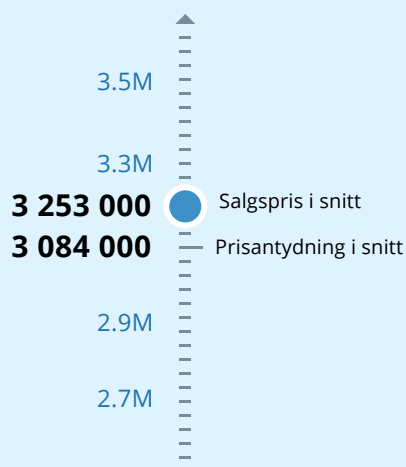 3.5M
3.3M
3 253 000 Salgspris i snitt
3 084 000 Prisantydning i snitt
2.9M
2.7M